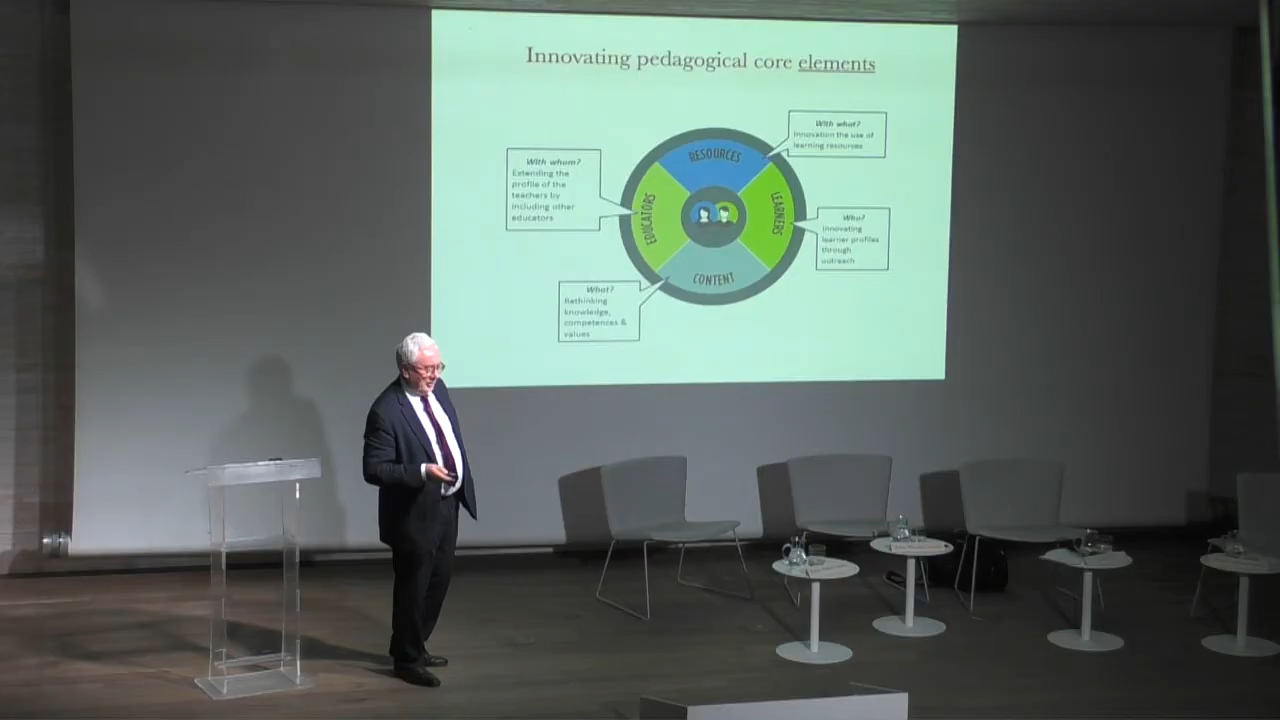 Innovating pedagogical core elements
With what?
Innovation the use of
learning resources
With whom?
Extending the
profile of the
teachers by
including other
educators
RESOURCES
EDUCATORS
LEARNERS
CONTENT
Who?
Innovating
learner profiles
through
outreach
What?
Rethinking
knowledge,
competences &
values